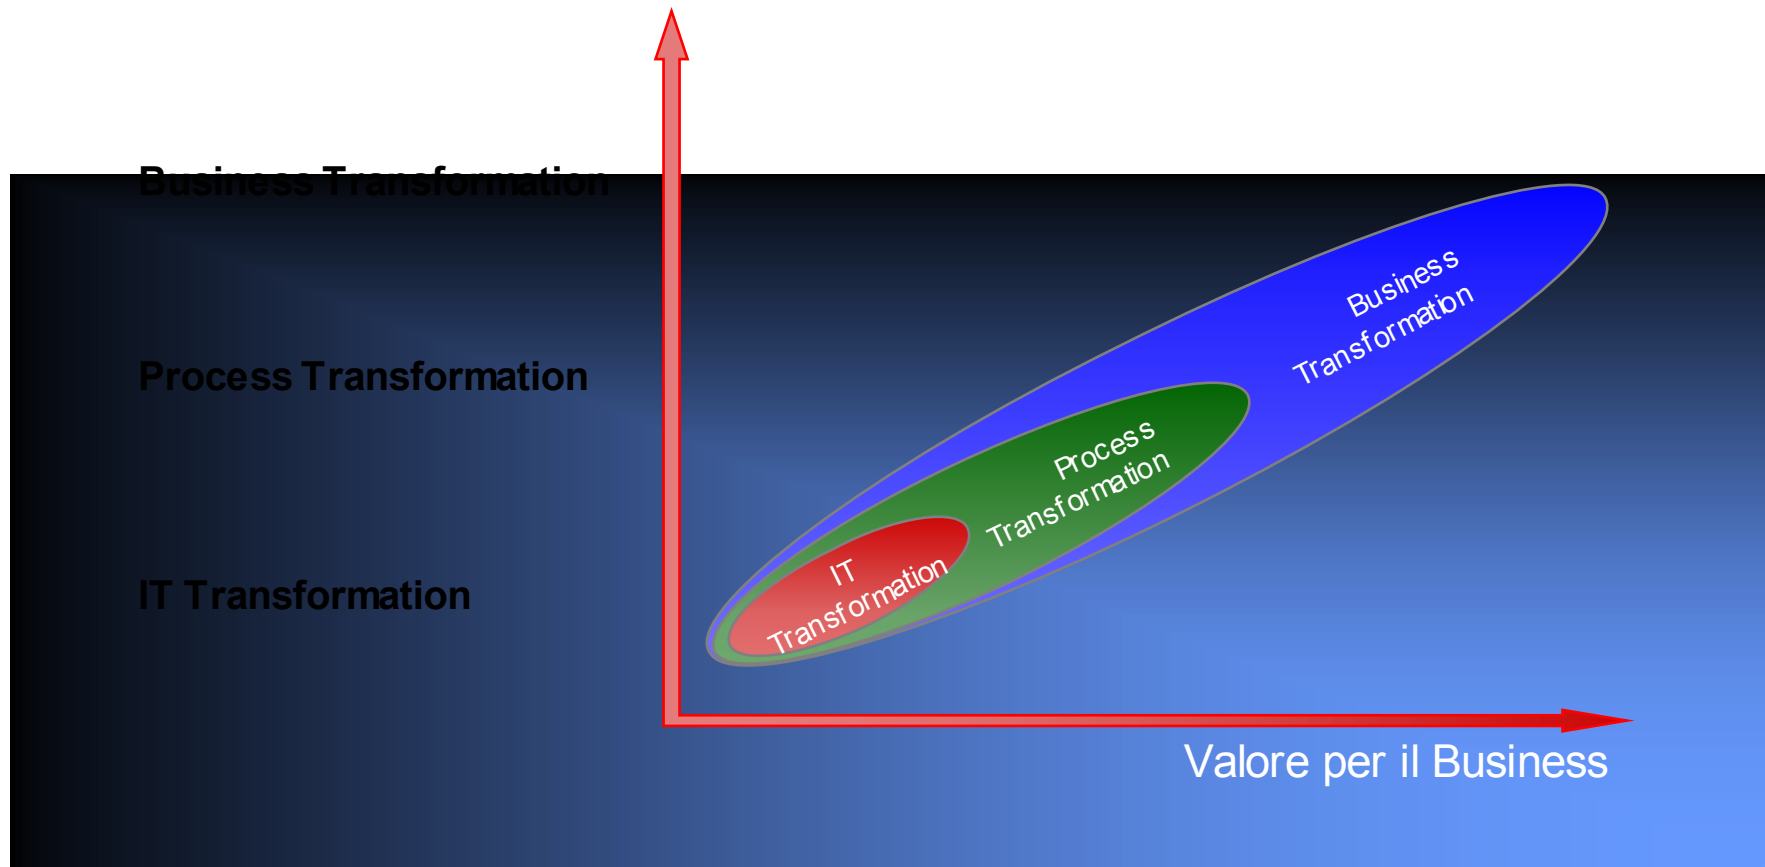 Business Transformation
Business
Transformation
Process Transformation
Process
Transformation
IT Transformation
IT
Transformation
Valore per il Business